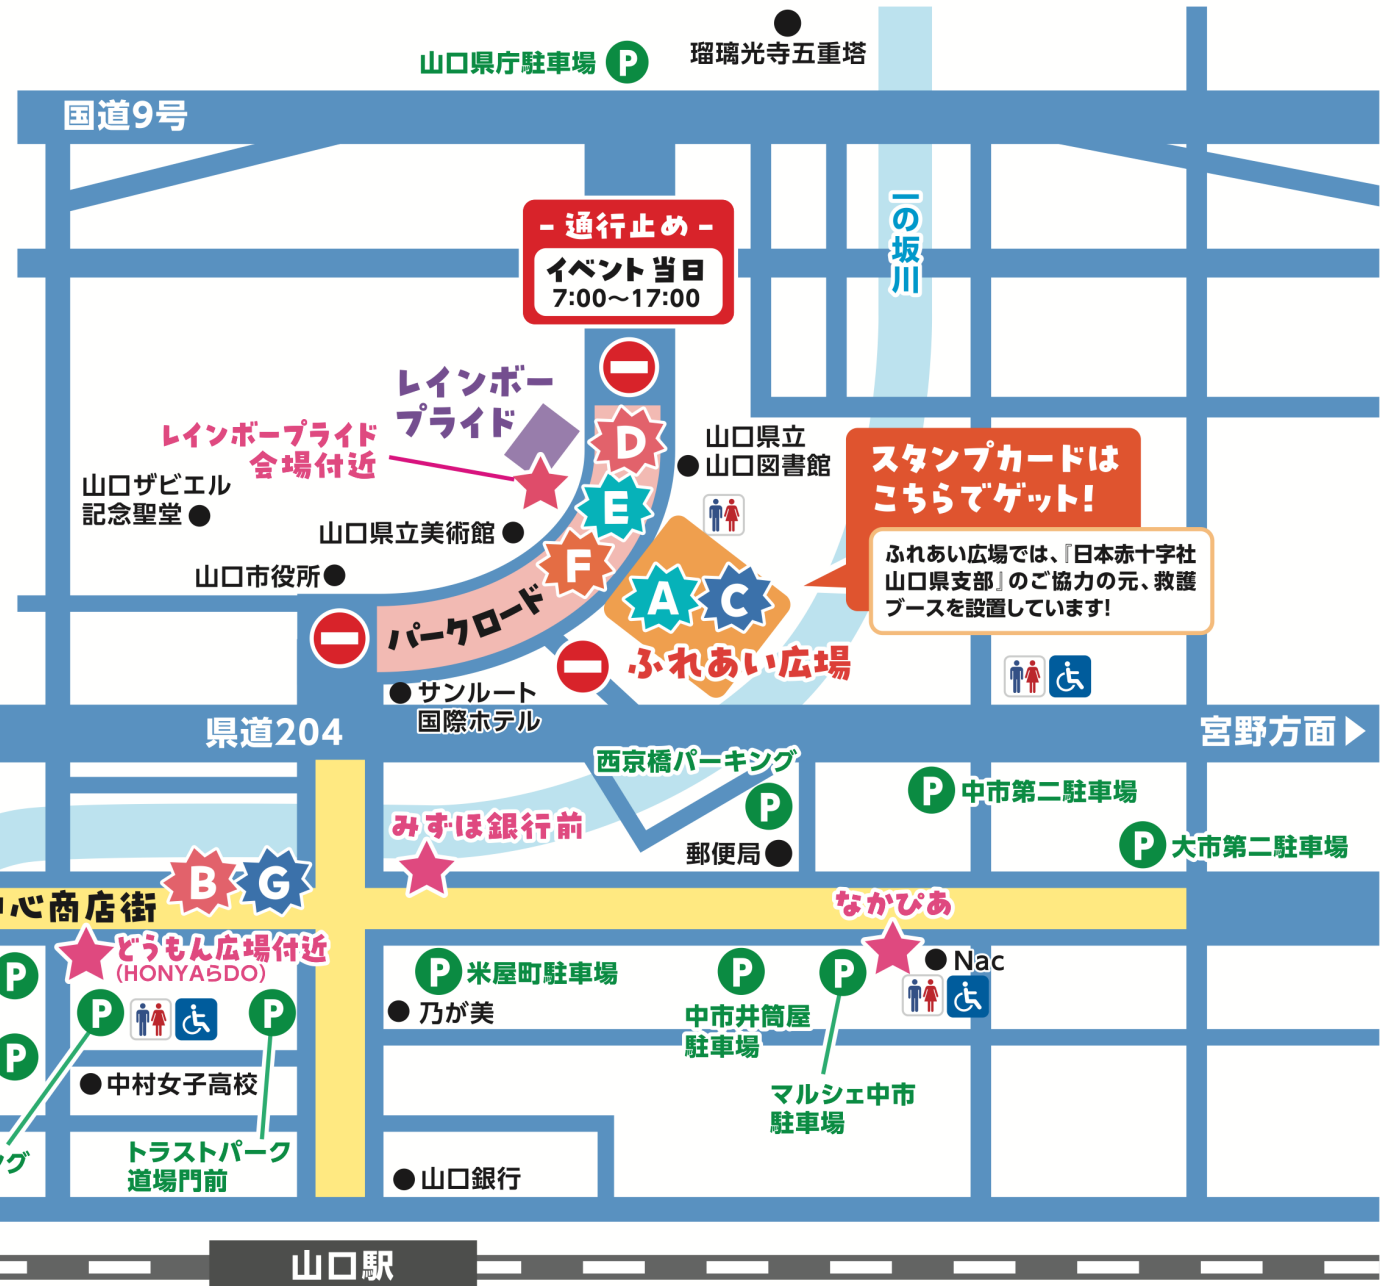 山口県庁駐車場
P
瑠璃光寺五重塔
国道9号
一の坂川
- 通行止め -
イベント当日
7:00～17:00
レインボー
プライド
レインボープライド
会場付近
D
山口県立
山口図書館
スタンプカードは
こちらでゲット!
ふれあい広場では、『日本赤十字社
山口県支部』のご協力の元、救護
ブースを設置しています!
山口ザビエル
記念聖堂
E
山口県立美術館
F
山口市役所
A
C
パークロード
ふれあい広場
サンルート
国際ホテル
県道204
宮野方面
西京橋パーキング
P
P
中市第二駐車場
P
大市第二駐車場
みずほ銀行前
郵便局
B
G
心商店街
なかぴあ
どうもん広場付近
(HONYAらDO)
P
P
米屋町駐車場
P
P
Nac
P
P
乃が美
中市井筒屋
駐車場
P
中村女子高校
マルシェ中市
駐車場
グ
トラストパーク
道場門前
山口銀行
山口駅